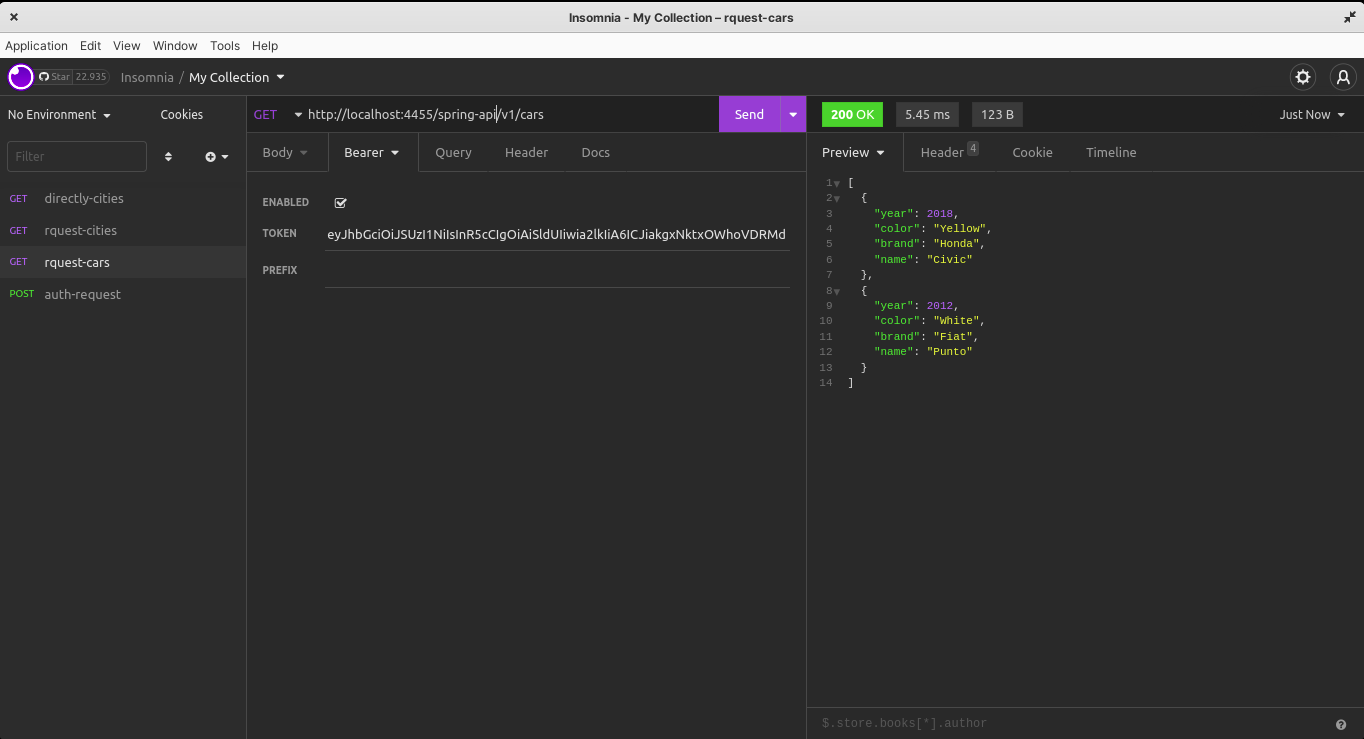 Insomnia - My Collection – rquest-cars
Application Edit View Window Tools Help
Star 22.935 Insomnia / My Collection
No Environment Cookies
GET http://localhost:4455/spring-api/v1/cars Send
200 OK 5.45 ms 123 B Just Now
Filter
Body Bearer Query Header Docs
Preview Header 4 Cookie Timeline
GET directly-cities
GET rquest-cities
GET rquest-cars
POST auth-request
ENABLED
TOKEN eyJhbGciOiJSUzI1NiIsInR5cCIgOiAiSldUIiwia2lkIiA6ICJiakgxNktxOWhoVDRMd
PREFIX
1 [
2 {
3 "year": 2018,
4 "color": "Yellow",
5 "brand": "Honda",
6 "name": "Civic"
7 },
8 {
9 "year": 2012,
10 "color": "White",
11 "brand": "Fiat",
12 "name": "Punto"
13 }
14 ]
$.store.books[*].author